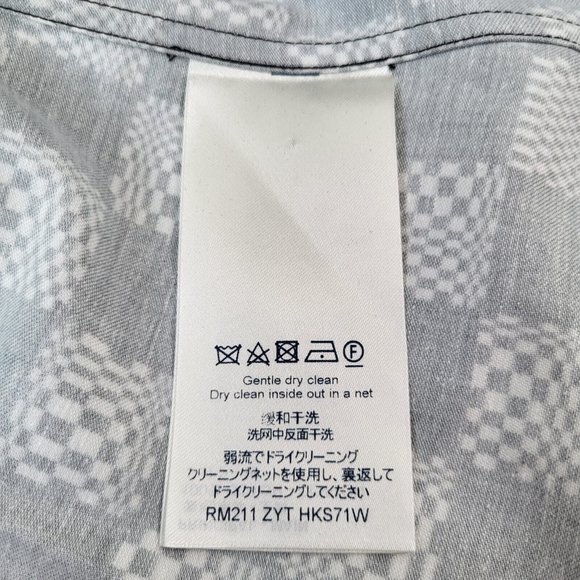 F
Gentle dry clean
Dry clean inside out in a net
缓和干洗
洗网中反面干洗
弱流でドライクリーニング
クリーニングネットを使用し、裏返して
ドライクリーニングしてください
RM211 ZYT HKS71W